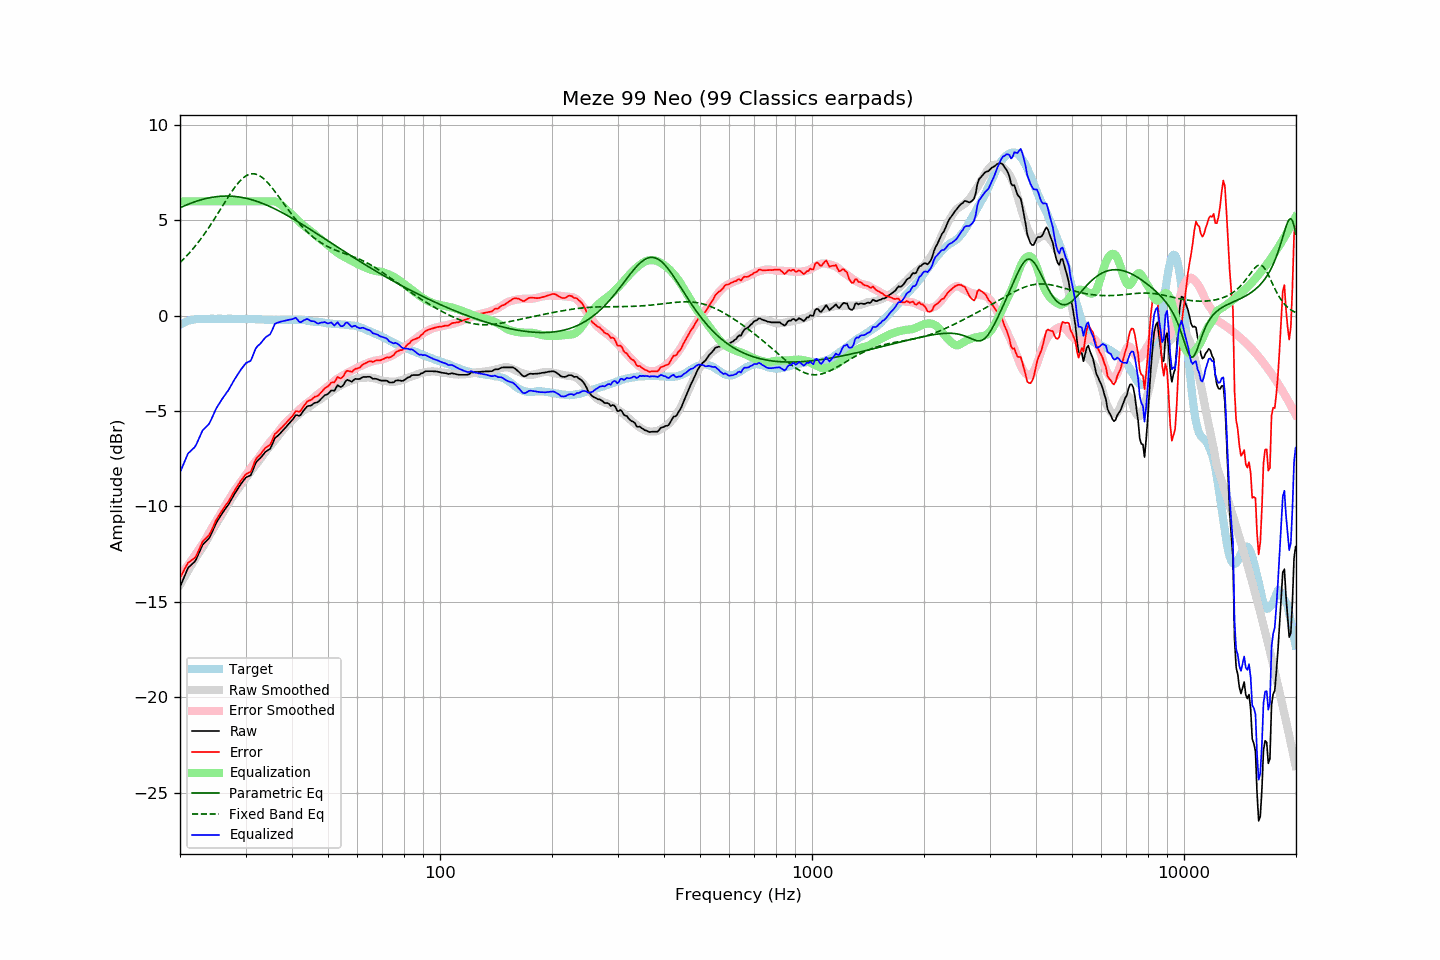 Meze 99 Neo (99 Classics earpads)
10
5
0
−5
−10
−15
−20
−25
Amplitude (dBr)
Target
Raw Smoothed
Error Smoothed
Raw
Error
Equalization
Parametric Eq
Fixed Band Eq
Equalized
100
1000
10000
Frequency (Hz)